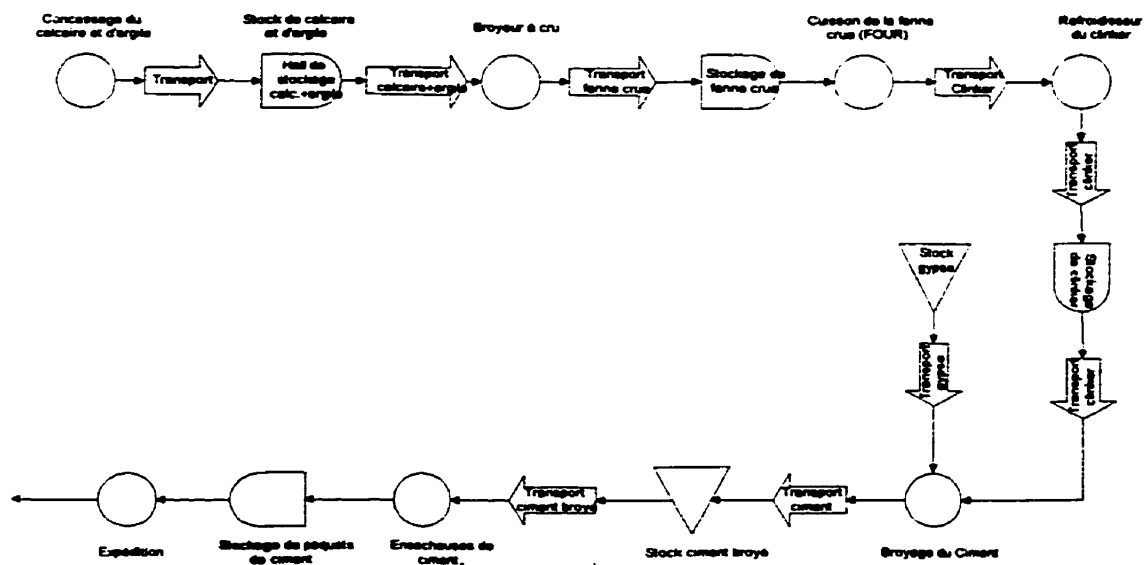 Concassage du
calcaire et d'argile
Stock de calcaire
et d'argile
Broyeur à cru
Cuisson de la farine
crue (FOUR)
Refroidisseur
du clinker
Transport
Hall de
stockage
calc.+argile
Transport
calcaire+argile
Transport
farine crue
Stockage de
farine crue
Transport
Clinker
Transport
clinker
Stockage
de clinker
Transport
clinker
Stock
gypse
Transport
gypse
Transport
ciment broyé
Transport
ciment
Expédition
Stockage de paquets
de ciment
Ensacheuses de
ciment
Stock ciment broyé
Broyage du Ciment